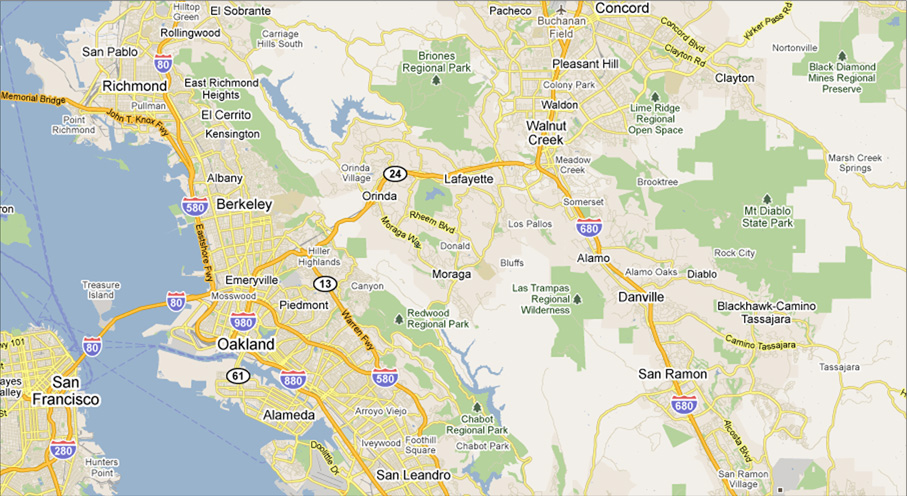 Hilltop
Green
El Sobrante
Rollingwood
Carriage
Hills South
San Pablo
80
Richmond
East Richmond
Heights
Pullman
Memorial Bridge
Point
Richmond
John T. Knox Fwy
El Cerrito
Kensington
Albany
580
Berkeley
Eastshore Fwy
Pacheco
Buchanan
Field
Concord
Concord Blvd
Clayton Rd
Kirker Pass Rd
Nortonville
Briones
Regional Park
Pleasant Hill
Colony Park
Clayton
Black Diamond
Mines Regional
Preserve
Waldon
Lime Ridge
Regional
Open Space
Walnut
Creek
Meadow
Creek
Marsh Creek
Springs
Orinda
Village
24
Lafayette
Orinda
Brooktree
Somerset
Mt Diablo
State Park
Rheem Blvd
Moraga Way
Los Pallos
680
Donald
Rock City
Hiller
Highlands
Bluffs
Alamo
Moraga
Alamo Oaks
Diablo
ron
Treasure
Island
Emeryville
Mosswood
13
Canyon
Las Trampas
Regional
Wilderness
Danville
80
Piedmont
Blackhawk-Camino
Tassajara
Redwood
Regional Park
980
Warren Fwy
Oakland
Camino Tassajara
wy 101
80
ayes
alley
San
Francisco
61
880
580
San Ramon
Tassajara
H
680
St
Alameda
Arroyo Viejo
Chabot
Regional Park
Alcosta Blvd
280
Iveywood
Foothill
Square
Chabot Park
Doolittle Dr
Hunters
Point
San Leandro
San Ramon
Village